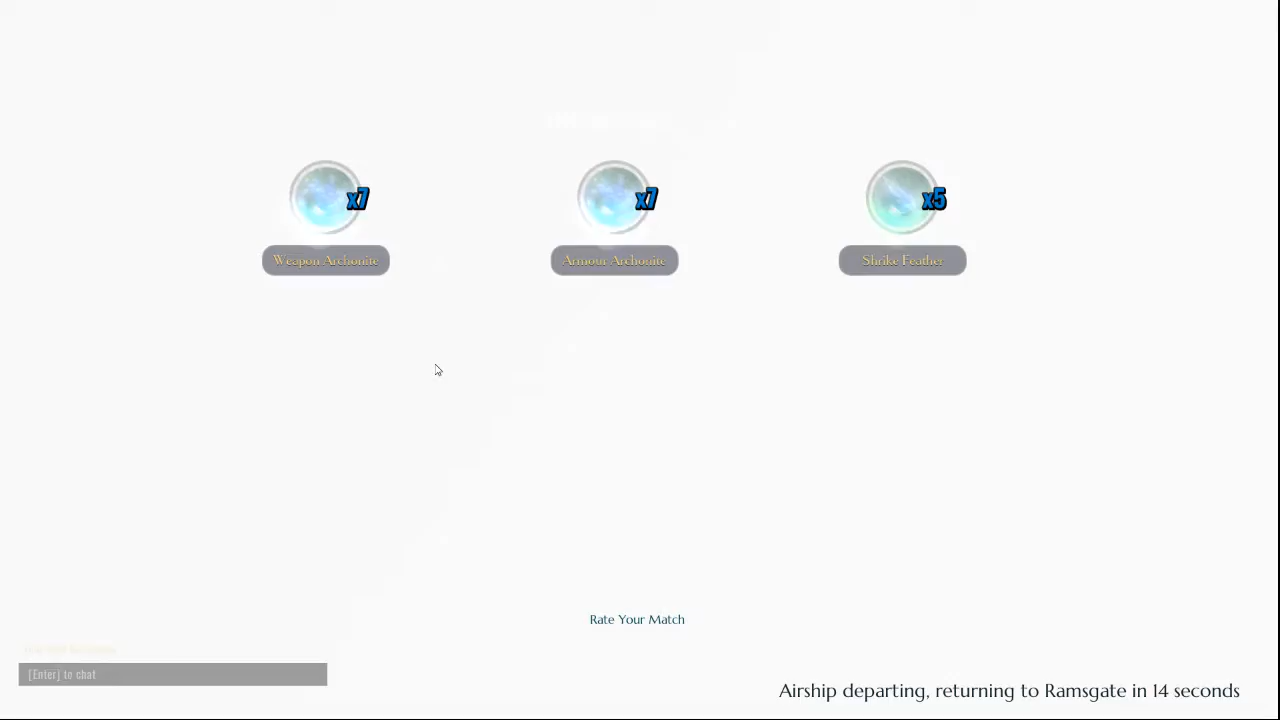 x7
x7
x5
Weapon Archonite
Armour Archonite
Shrike Feather
Rate Your Match
[Enter] to chat
Airship departing, returning to Ramsgate in 14 seconds